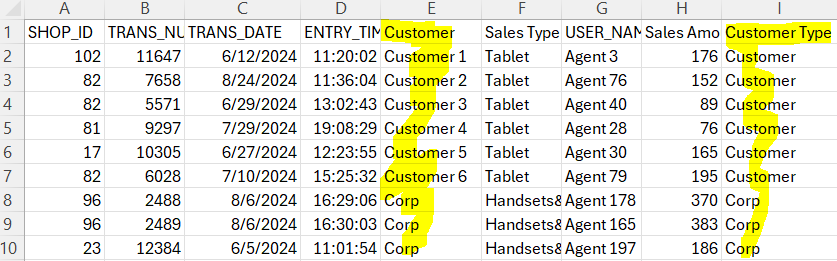 A B C D E F G H I
1 SHOP_ID TRANS_NU TRANS_DATE ENTRY_TIM Customer Sales Type USER_NAM Sales Amo Customer Type
2 102 11647 6/12/2024 11:20:02 Customer 1 Tablet Agent 3 176 Customer
3 82 7658 8/24/2024 11:36:04 Customer 2 Tablet Agent 76 152 Customer
4 82 5571 6/29/2024 13:02:43 Customer 3 Tablet Agent 40 89 Customer
5 81 9297 7/29/2024 19:08:29 Customer 4 Tablet Agent 28 76 Customer
6 17 10305 6/27/2024 12:23:55 Customer 5 Tablet Agent 30 165 Customer
7 82 6028 7/10/2024 15:25:32 Customer 6 Tablet Agent 79 195 Customer
8 96 2488 8/6/2024 16:29:06 Corp Handsets& Agent 178 370 Corp
9 96 2489 8/6/2024 16:30:03 Corp Handsets& Agent 165 383 Corp
10 23 12384 6/5/2024 11:01:54 Corp Handsets& Agent 197 186 Corp